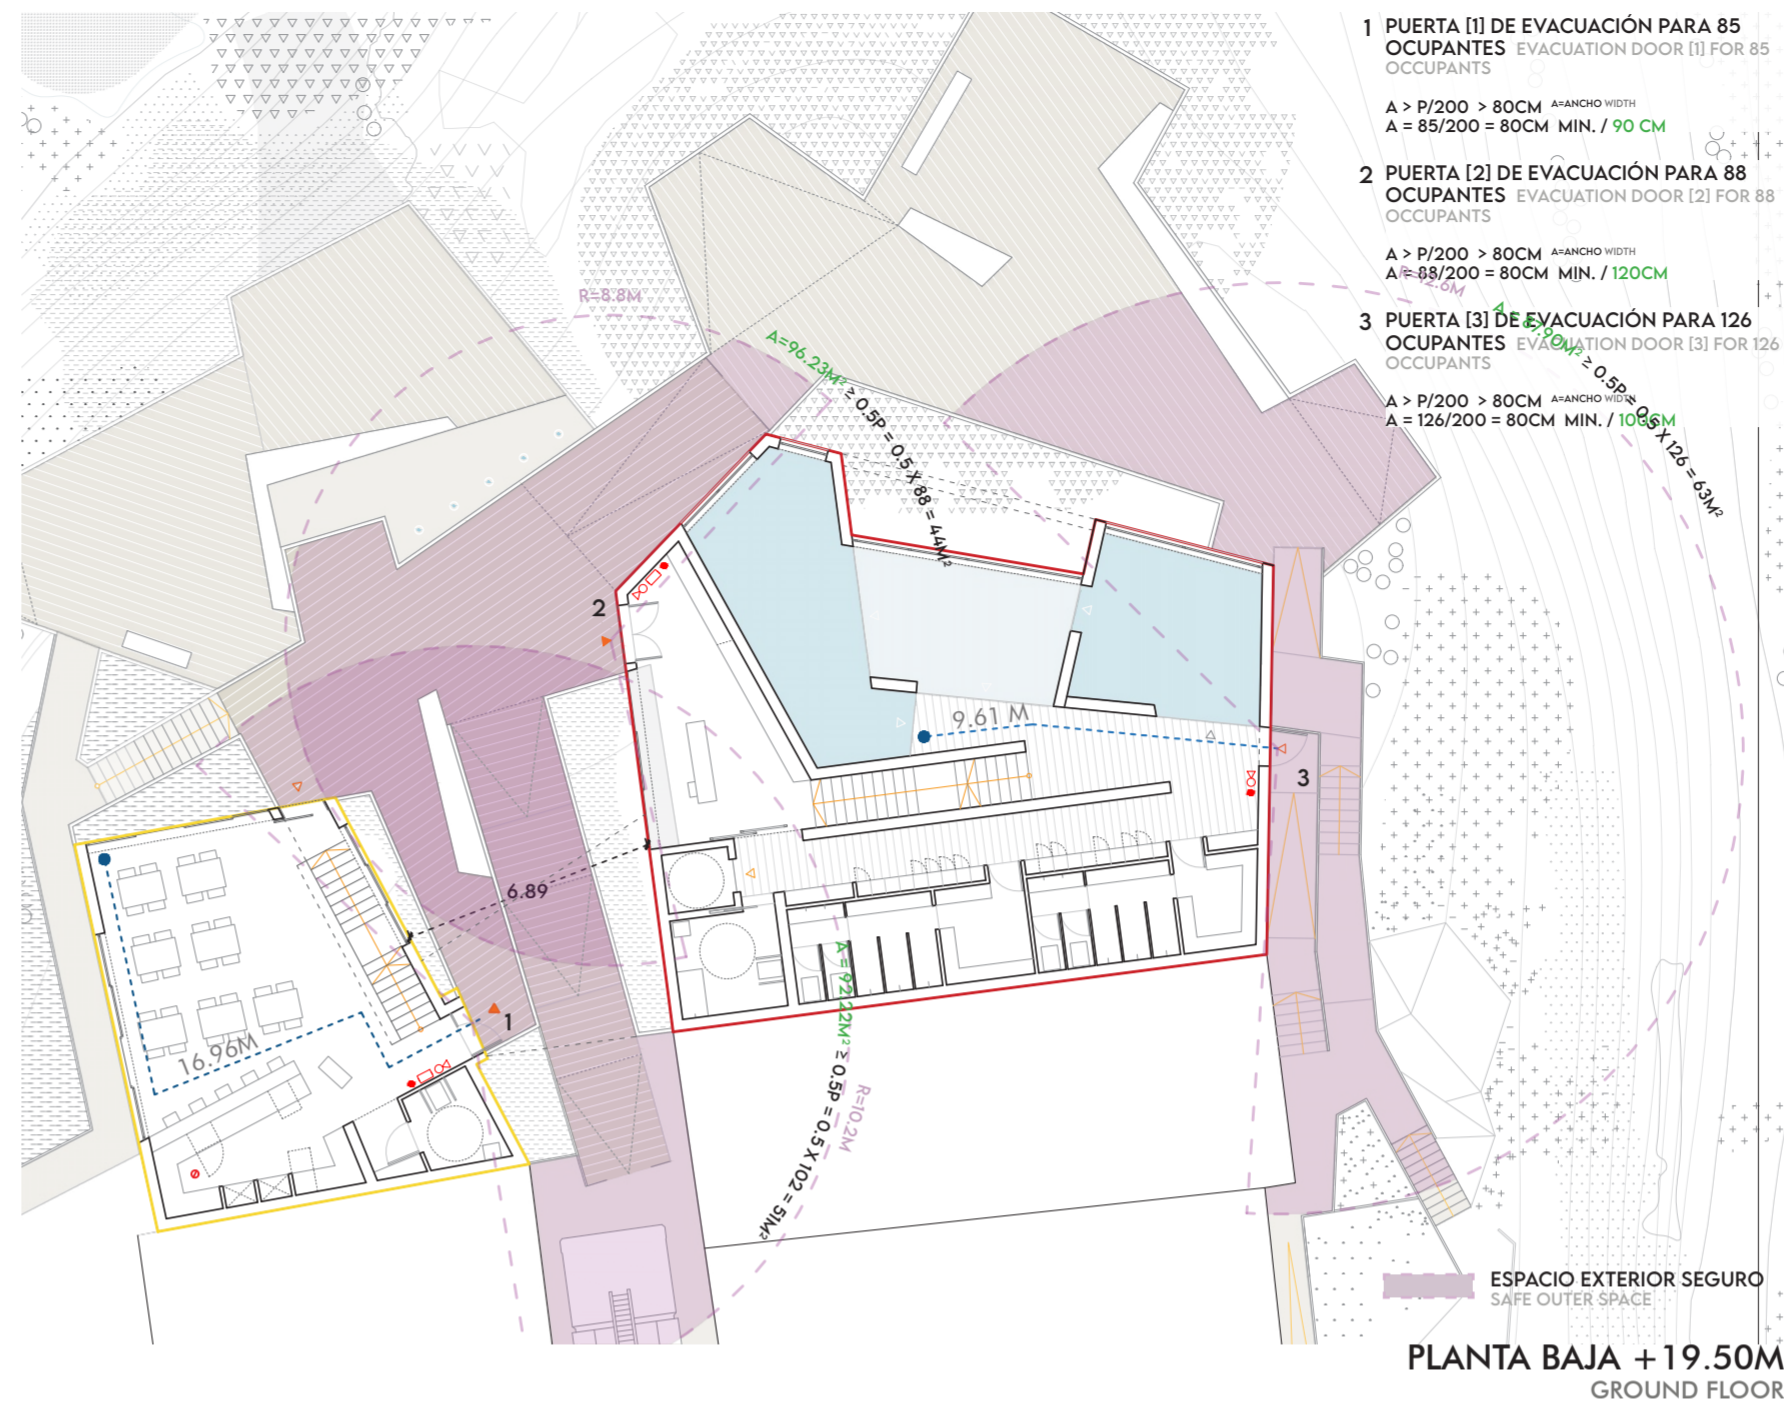 1 PUERTA [1] DE EVACUACIÓN PARA 85
OCUPANTES EVACUATION DOOR [1] FOR 85
OCCUPANTS
A > P/200 > 80CM A=ANCHO WIDTH
A = 85/200 = 80CM MIN. / 90 CM
2 PUERTA [2] DE EVACUACIÓN PARA 88
OCUPANTES EVACUATION DOOR [2] FOR 88
OCCUPANTS
A > P/200 > 80CM A=ANCHO WIDTH
A = 88/200 = 80CM MIN. / 120CM
R=12.6M
3 PUERTA [3] DE EVACUACIÓN PARA 126
OCUPANTES EVACUATION DOOR [3] FOR 126
OCCUPANTS
A > P/200 > 80CM A=ANCHO WIDTH
A = 126/200 = 80CM MIN. / 100CM
R=8.8M
A=96.23M² ≥ 0.5P = 0.5 X 88 = 44M²
A = 87.90M² ≥ 0.5P = 0.5 X 126 = 63M²
2
9.61 M
3
6.89
1
16.96M
A = 92.22M² ≥ 0.5P = 0.5 X 102 = 51M²
R=10.2M
ESPACIO EXTERIOR SEGURO
SAFE OUTER SPACE
PLANTA BAJA +19.50M
GROUND FLOOR